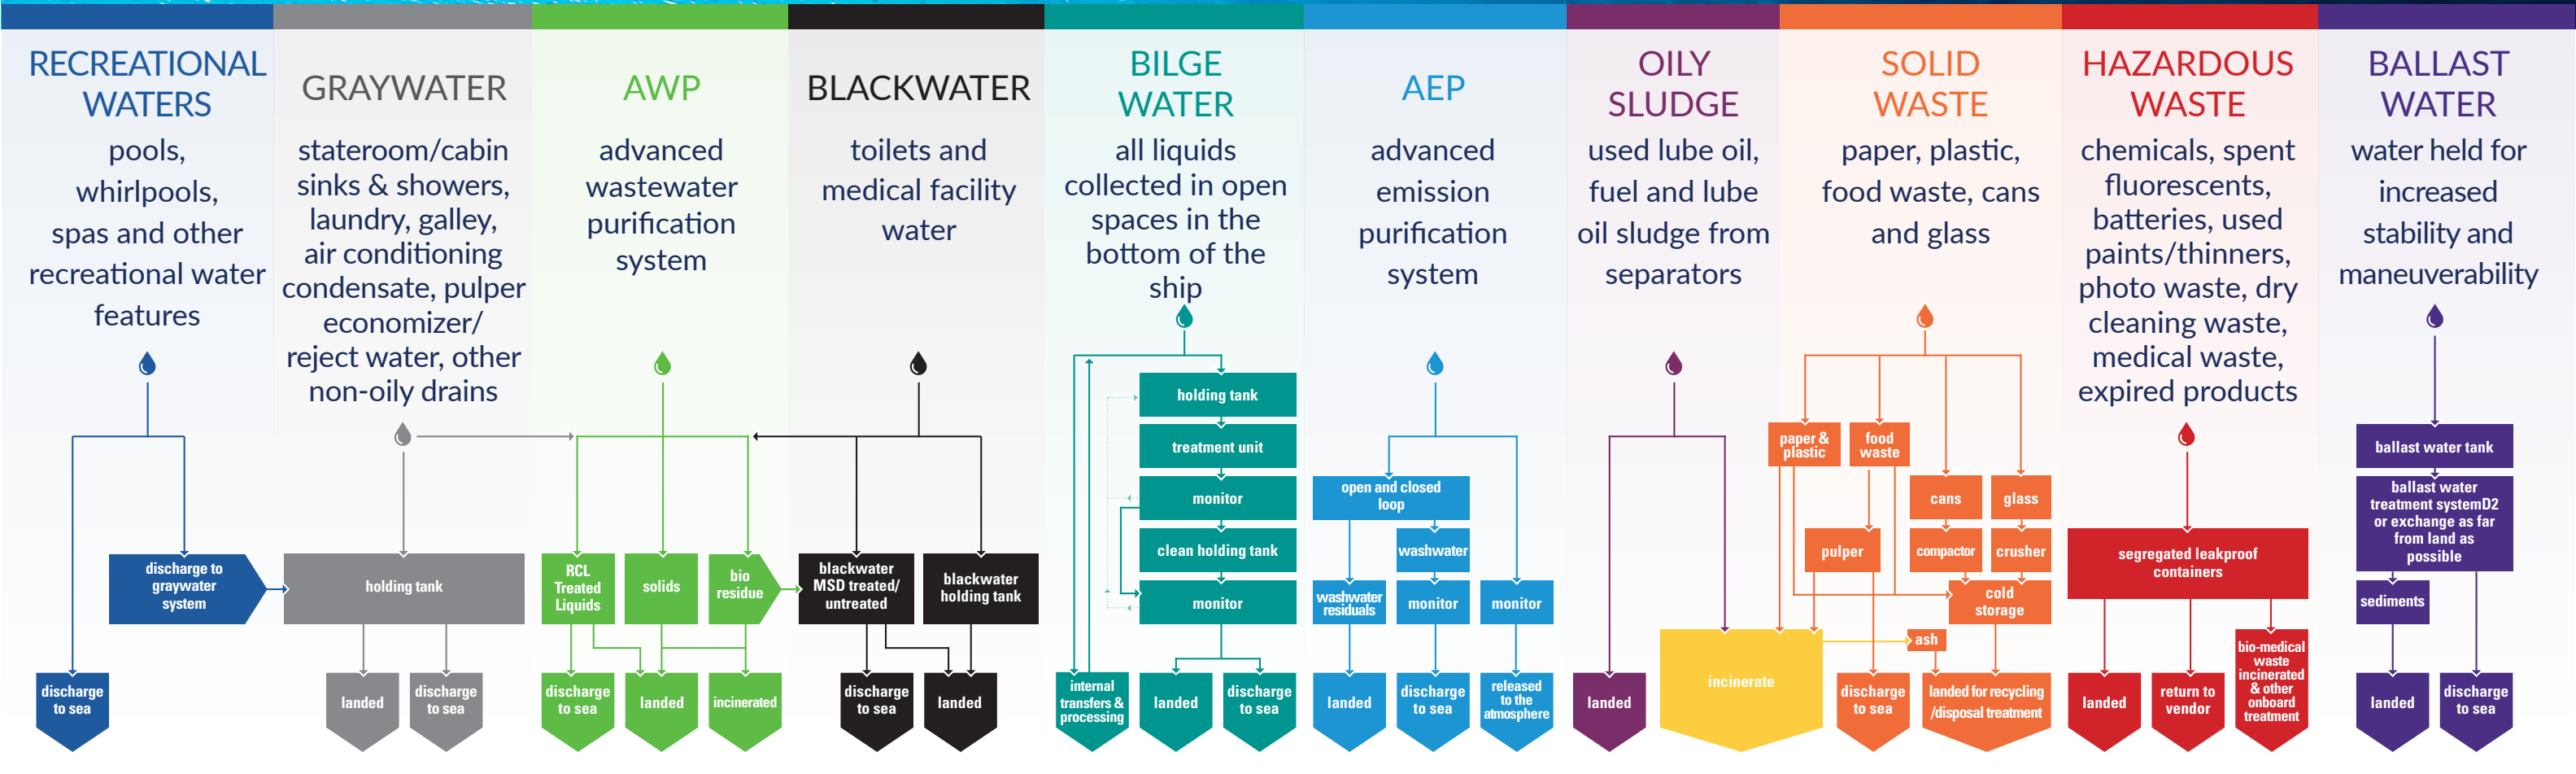 RECREATIONAL
WATERS
pools,
whirlpools,
spas and other
recreational water
features
discharge to
graywater
system
discharge
to sea
GRAYWATER
stateroom/cabin
sinks & showers,
laundry, galley,
air conditioning
condensate, pulper
economizer/
reject water, other
non-oily drains
holding tank
landed
discharge
to sea
AWP
advanced
wastewater
purification
system
RCL
Treated
Liquids
solids
bio
residue
discharge
to sea
landed
incinerated
BLACKWATER
toilets and
medical facility
water
blackwater
MSD treated/
untreated
blackwater
holding tank
discharge
to sea
landed
BILGE
WATER
all liquids
collected in open
spaces in the
bottom of the
ship
holding tank
treatment unit
monitor
clean holding tank
monitor
internal
transfers &
processing
landed
discharge
to sea
AEP
advanced
emission
purification
system
open and closed
loop
washwater
washwater
residuals
monitor
monitor
landed
discharge
to sea
released
to the
atmosphere
OILY
SLUDGE
used lube oil,
fuel and lube
oil sludge from
separators
landed
incinerate
SOLID
WASTE
paper, plastic,
food waste, cans
and glass
paper &
plastic
food
waste
cans
glass
pulper
compactor
crusher
cold
storage
ash
discharge
to sea
landed for recycling
/disposal treatment
HAZARDOUS
WASTE
chemicals, spent
fluorescents,
batteries, used
paints/thinners,
photo waste, dry
cleaning waste,
medical waste,
expired products
segregated leakproof
containers
landed
return to
vendor
bio-medical
waste
incinerated
& other
onboard
treatment
BALLAST
WATER
water held for
increased
stability and
maneuverability
ballast water tank
ballast water
treatment systemD2
or exchange as far
from land as
possible
sediments
landed
discharge
to sea